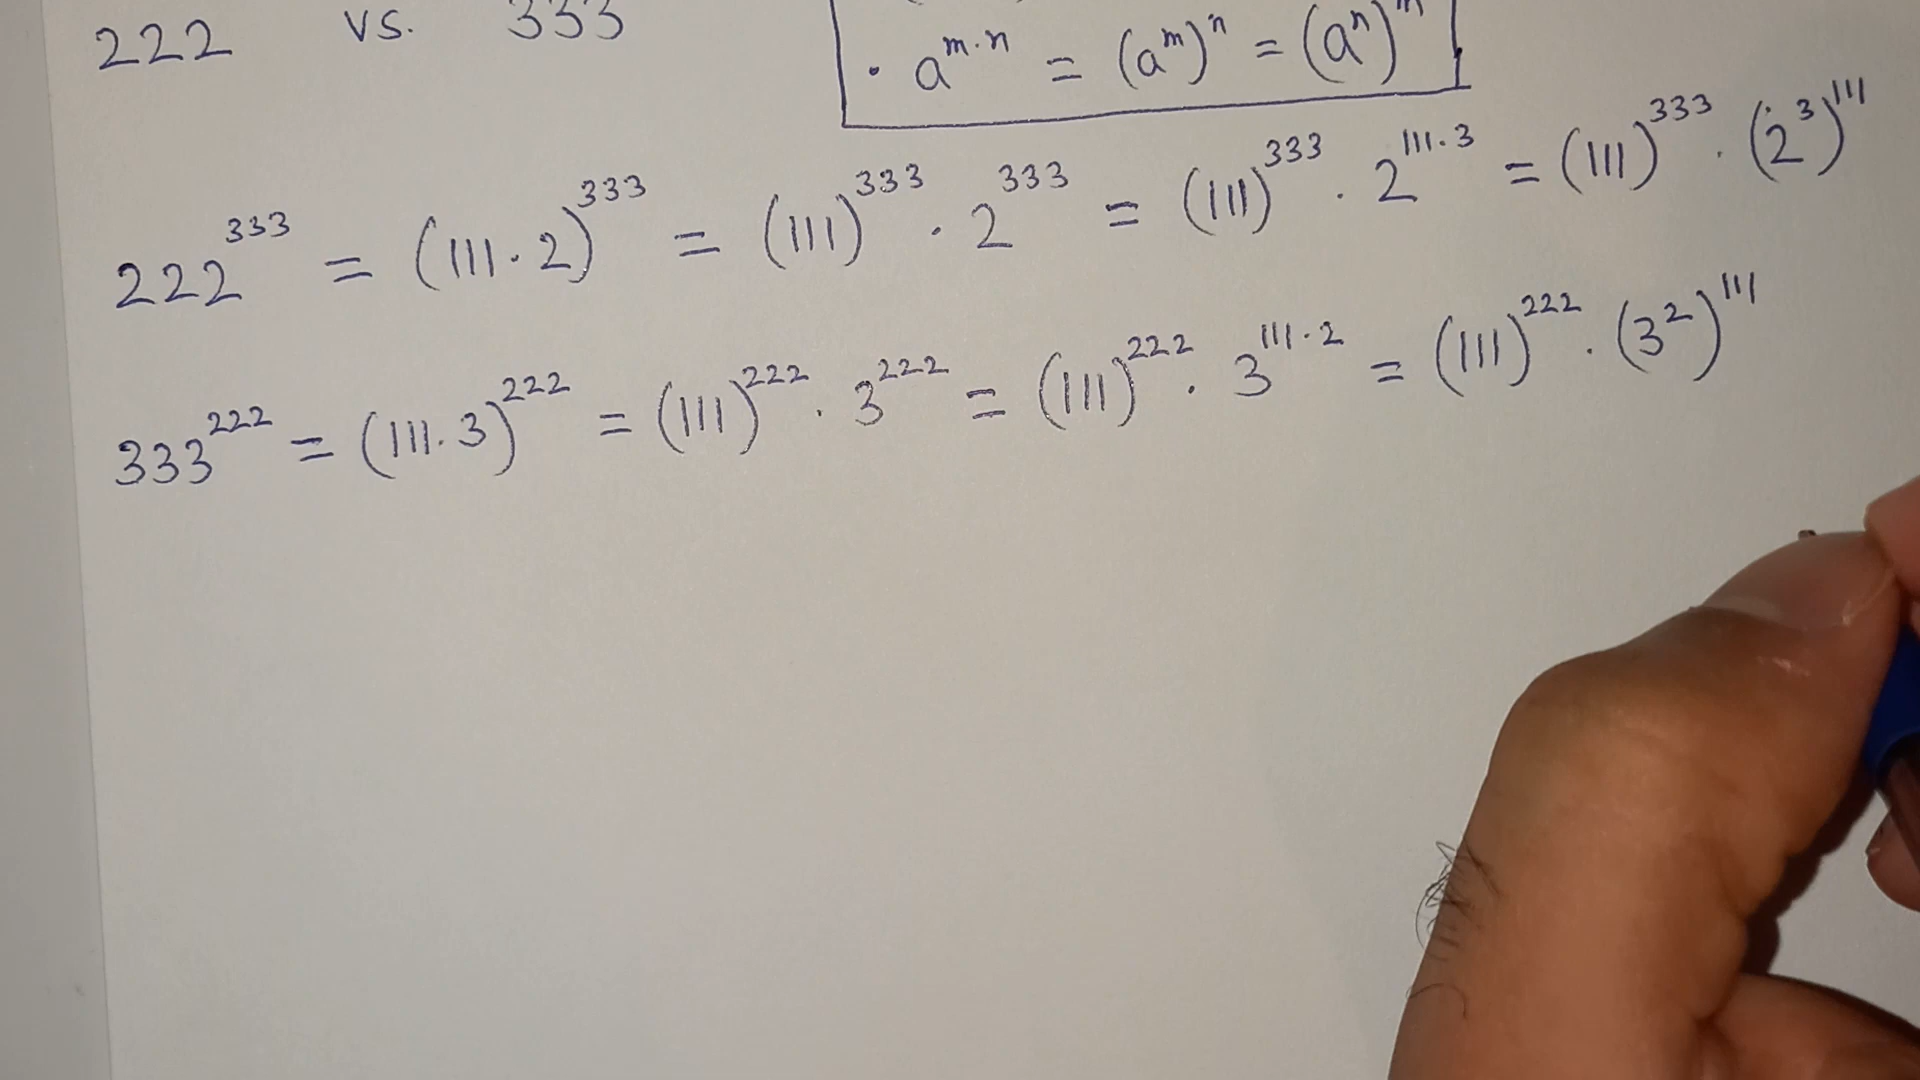 222 vs. 333
· a^{m·n} = (a^m)^n = (a^n)^m
222^{333} = (111·2)^{333} = (111)^{333} · 2^{333} = (111)^{333} · 2^{111·3} = (111)^{333} · (2^3)^{111}
333^{222} = (111·3)^{222} = (111)^{222} · 3^{222} = (111)^{222} · 3^{111·2} = (111)^{222} · (3^2)^{111}